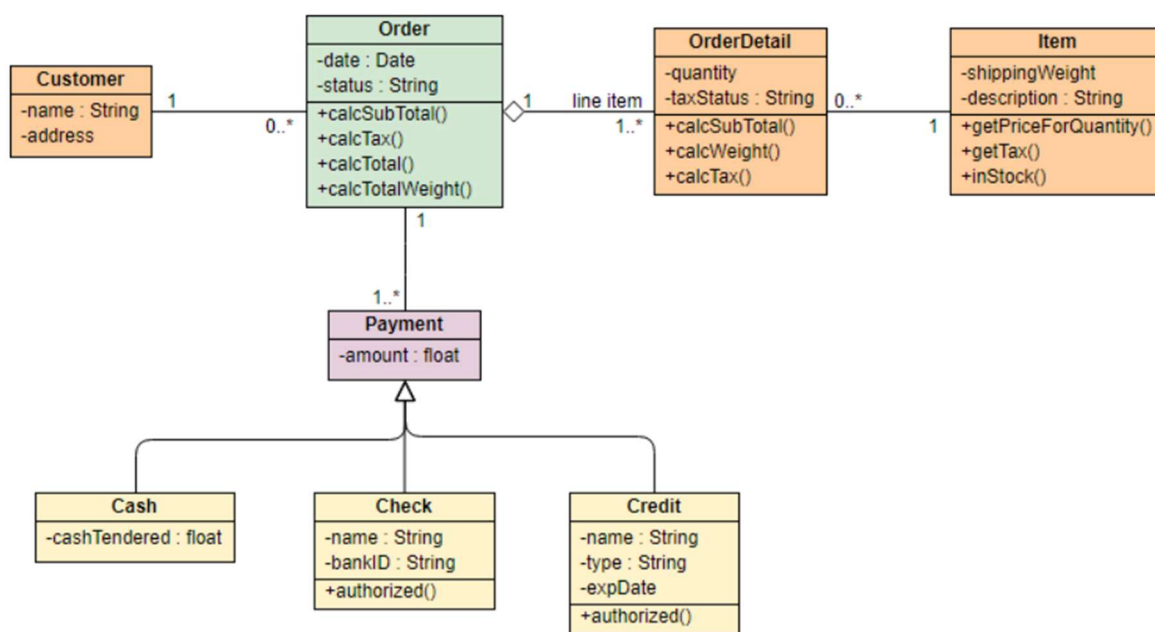 Customer
-name : String
-address
1
0..*
Order
-date : Date
-status : String
+calcSubTotal()
+calcTax()
+calcTotal()
+calcTotalWeight()
1
line item
1..*
OrderDetail
-quantity
-taxStatus : String
+calcSubTotal()
+calcWeight()
+calcTax()
0..*
1
Item
-shippingWeight
-description : String
+getPriceForQuantity()
+getTax()
+inStock()
1
1..*
Payment
-amount : float
Cash
-cashTendered : float
Check
-name : String
-bankID : String
+authorized()
Credit
-name : String
-type : String
-expDate
+authorized()